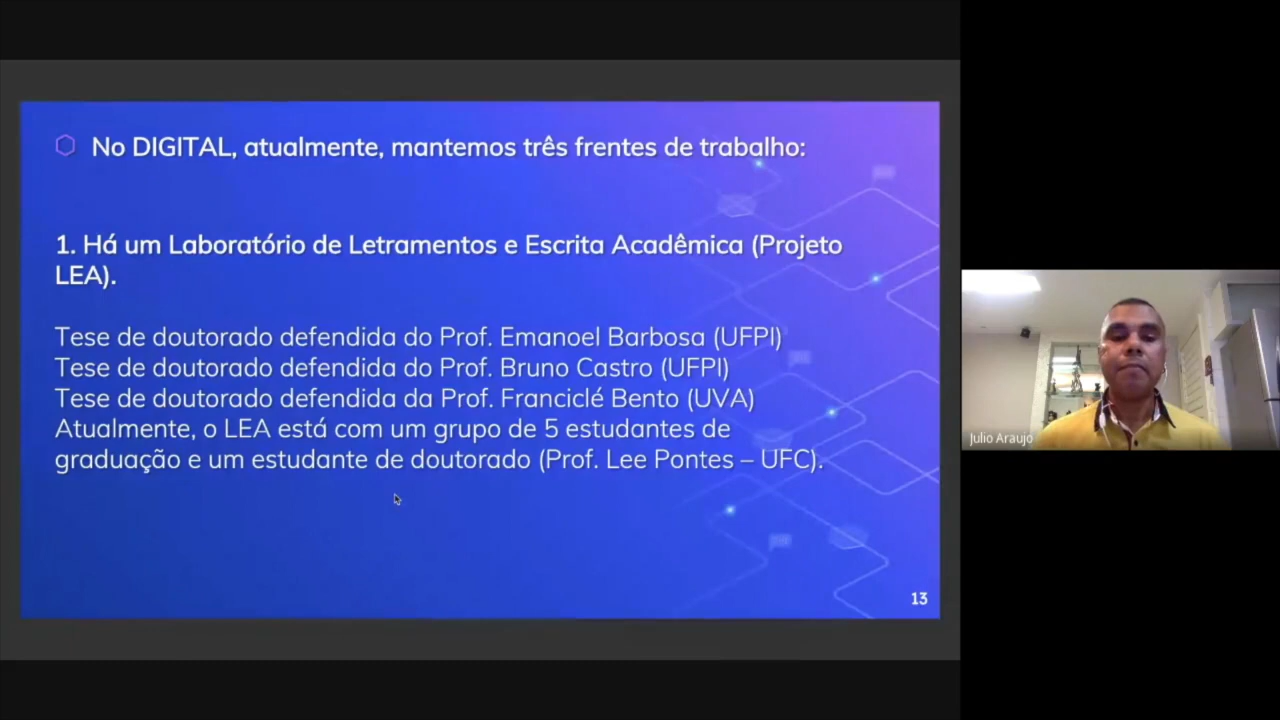 No DIGITAL, atualmente, mantemos três frentes de trabalho:
1. Há um Laboratório de Letramentos e Escrita Acadêmica (Projeto
LEA).
Tese de doutorado defendida do Prof. Emanoel Barbosa (UFPI)
Tese de doutorado defendida do Prof. Bruno Castro (UFPI)
Tese de doutorado defendida da Prof. Franciclé Bento (UVA)
Atualmente, o LEA está com um grupo de 5 estudantes de
graduação e um estudante de doutorado (Prof. Lee Pontes – UFC).
13
Julio Araujo